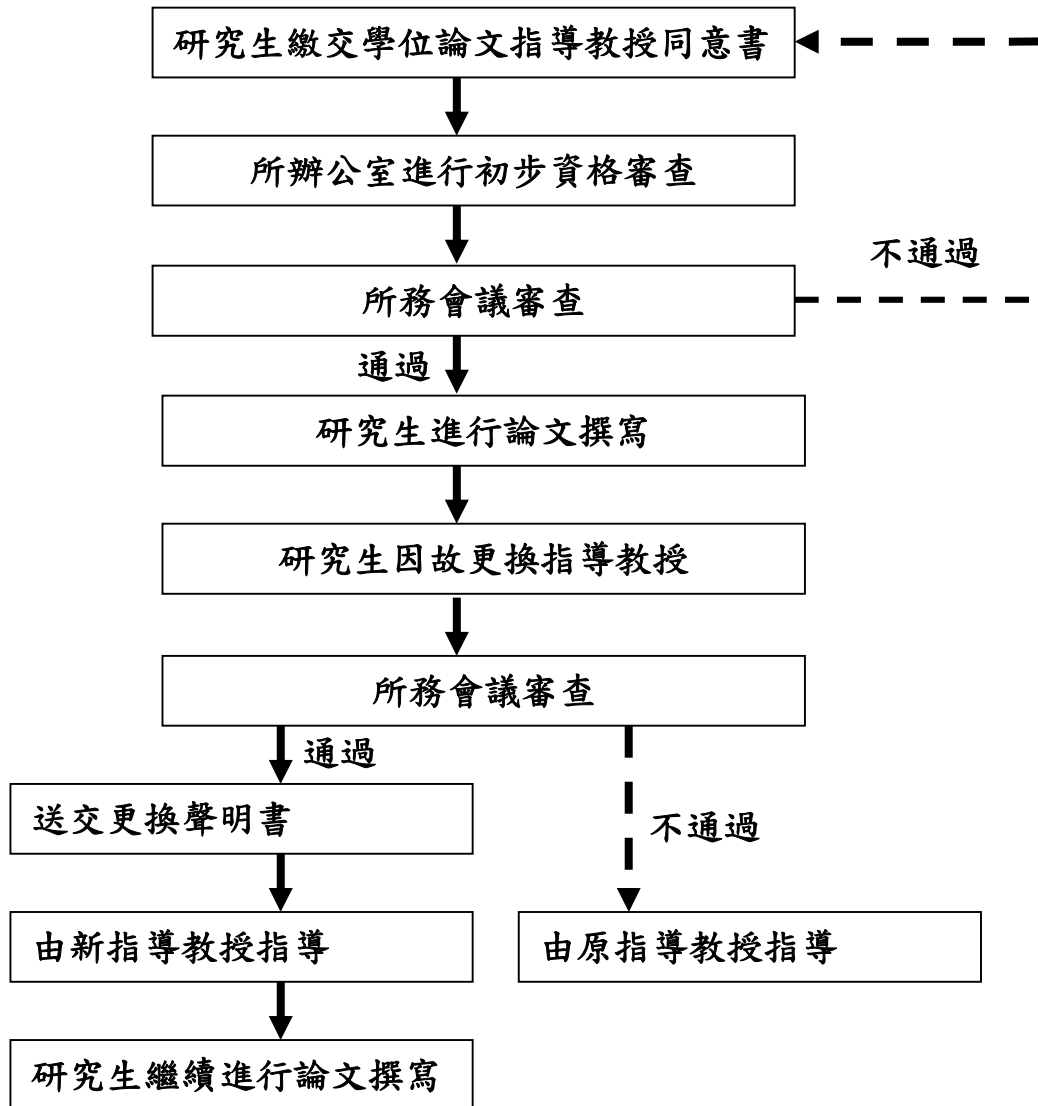 研究生繳交學位論文指導教授同意書
所辦公室進行初步資格審查
不通過
所務會議審查
通過
研究生進行論文撰寫
研究生因故更換指導教授
所務會議審查
通過
送交更換聲明書
不通過
由新指導教授指導
由原指導教授指導
研究生繼續進行論文撰寫